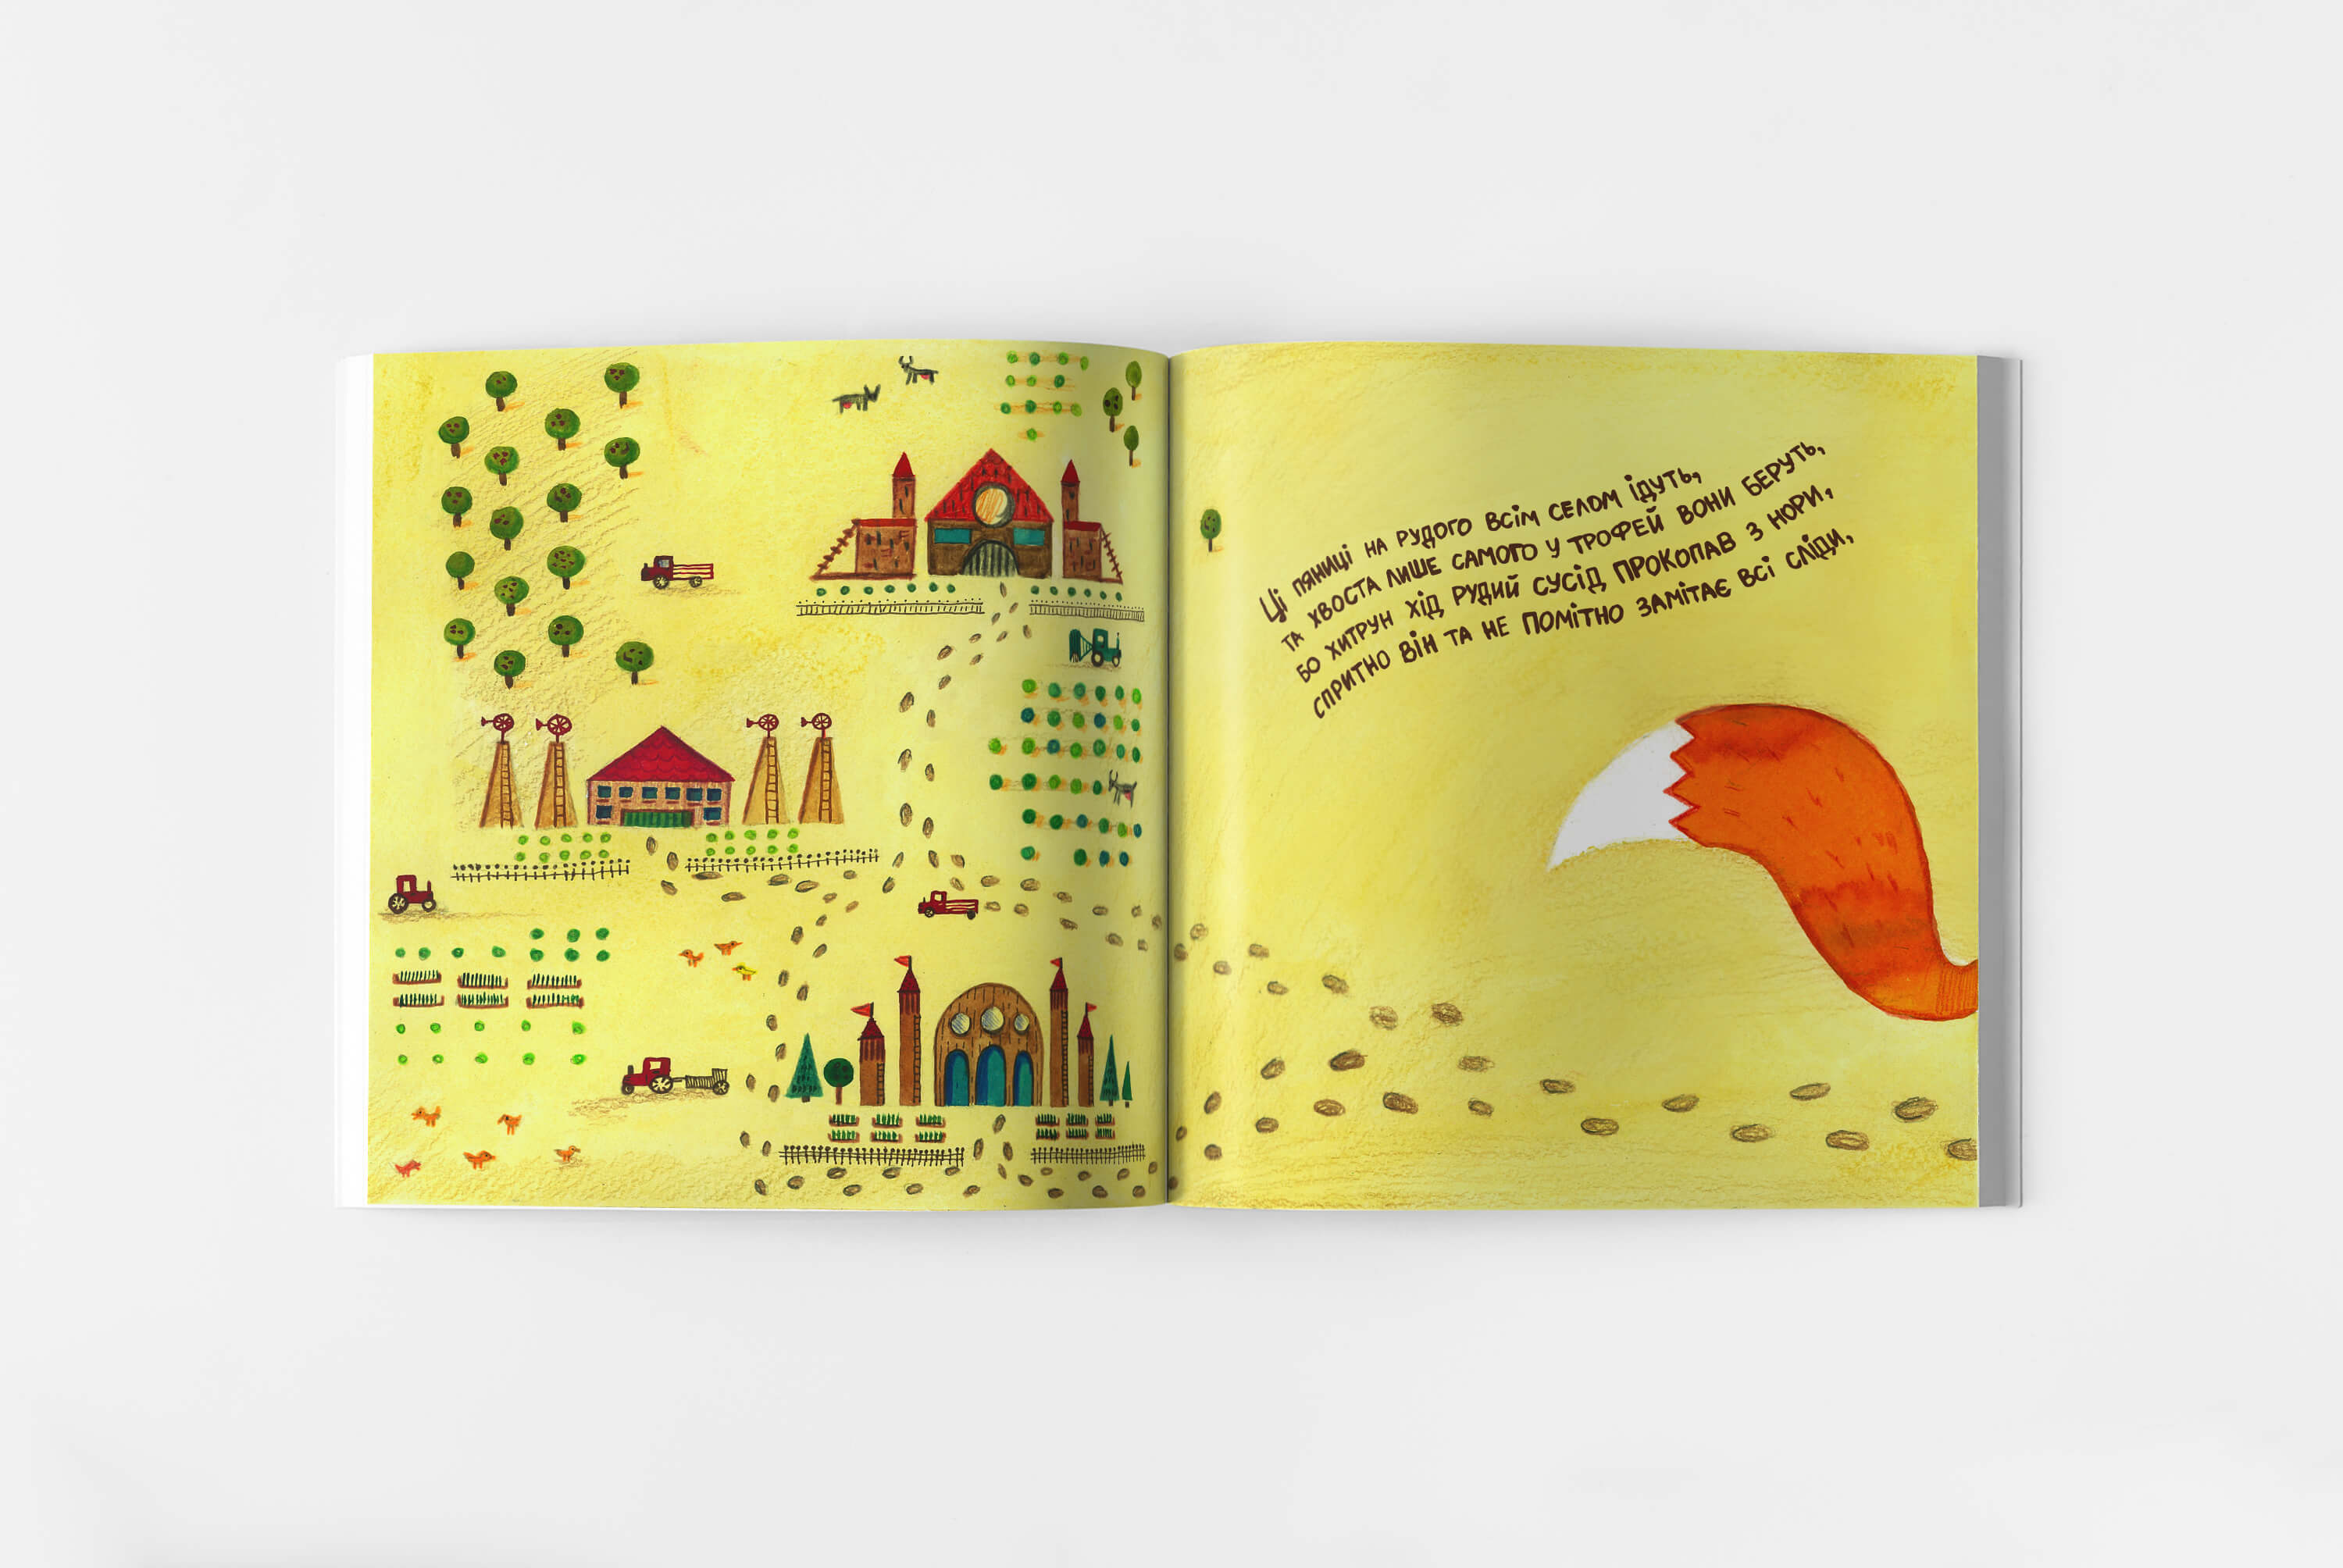 Ці пяниці на рудого всім селом ідуть,
та хвоста лише самого у трофей вони беруть,
бо хитрун хід рудий сусід прокопав з нори,
спритно він та не помітно замітає всі сліди,